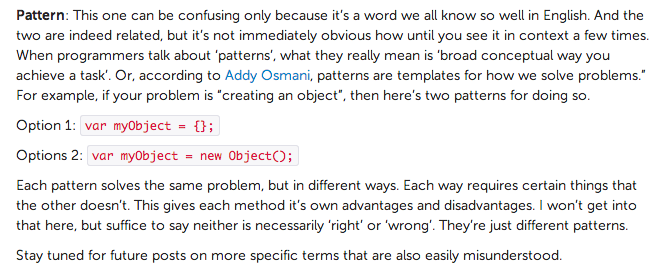 Pattern: This one can be confusing only because it's a word we all know so well in English. And the
two are indeed related, but it's not immediately obvious how until you see it in context a few times.
When programmers talk about 'patterns', what they really mean is 'broad conceptual way you
achieve a task'. Or, according to Addy Osmani, patterns are templates for how we solve problems."
For example, if your problem is "creating an object", then here's two patterns for doing so.
Option 1: var myObject = {};
Options 2: var myObject = new Object();
Each pattern solves the same problem, but in different ways. Each way requires certain things that
the other doesn't. This gives each method it's own advantages and disadvantages. I won't get into
that here, but suffice to say neither is necessarily 'right' or 'wrong'. They're just different patterns.
Stay tuned for future posts on more specific terms that are also easily misunderstood.